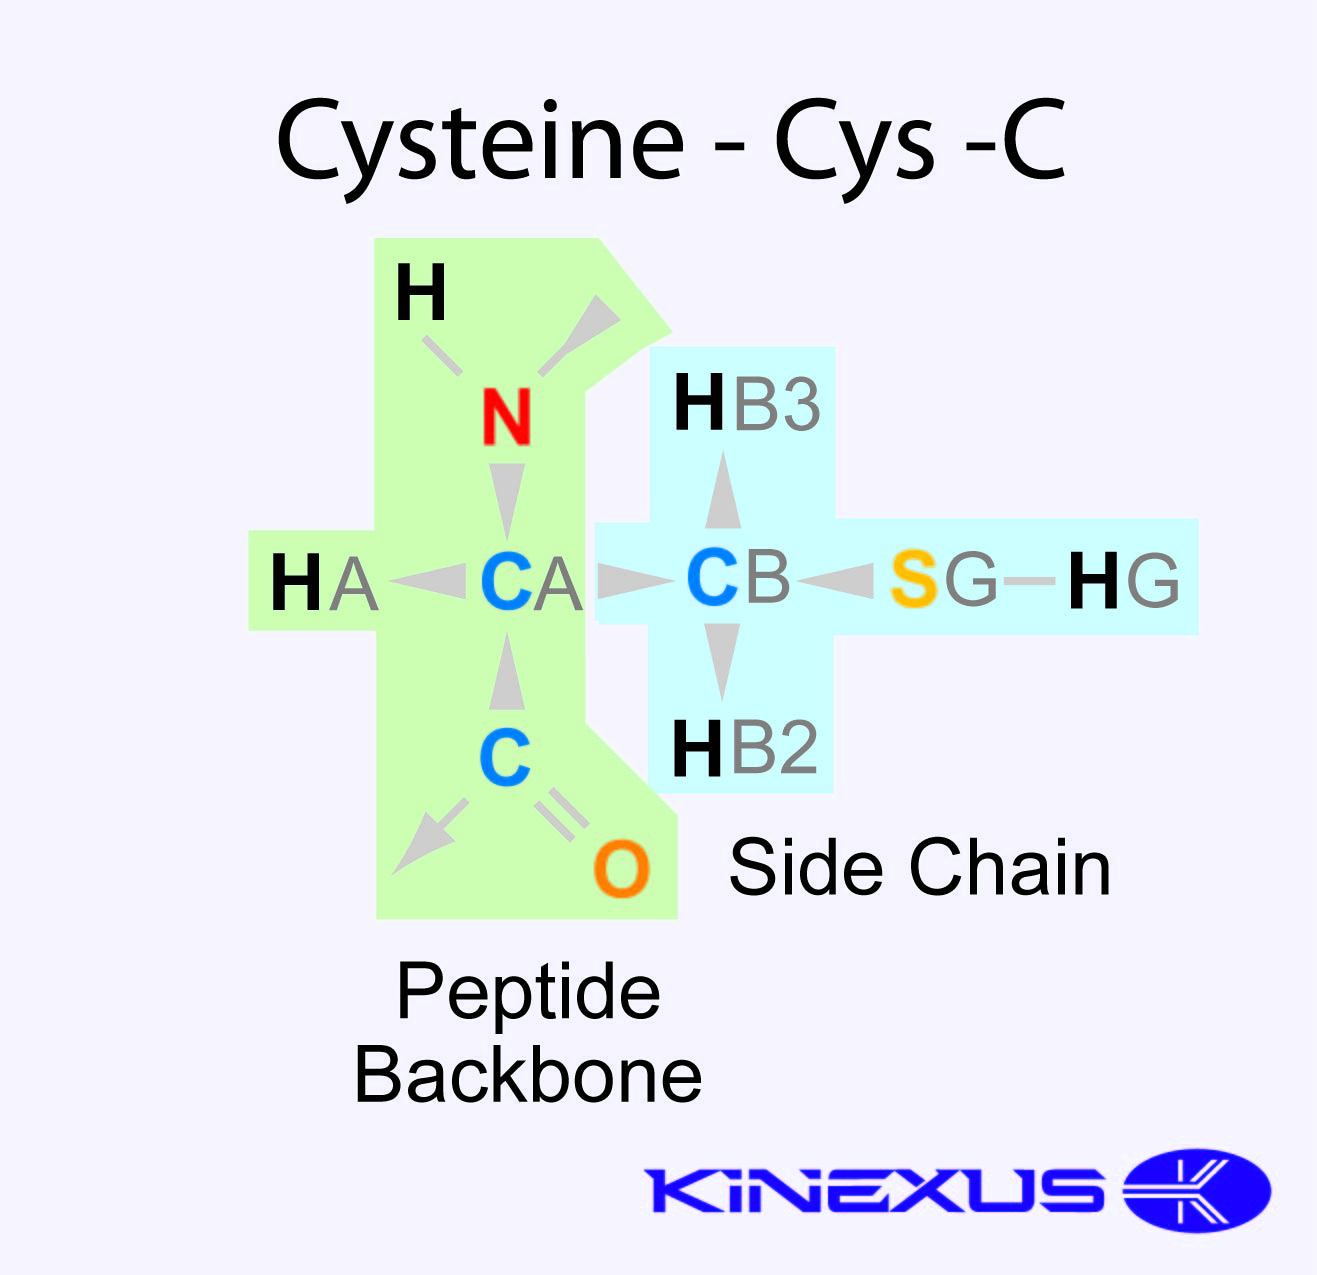 Cysteine - Cys -C
H
N
HB3
HA CA CB SG HG
C
HB2
O
Side Chain
Peptide
Backbone
KiNEXUS